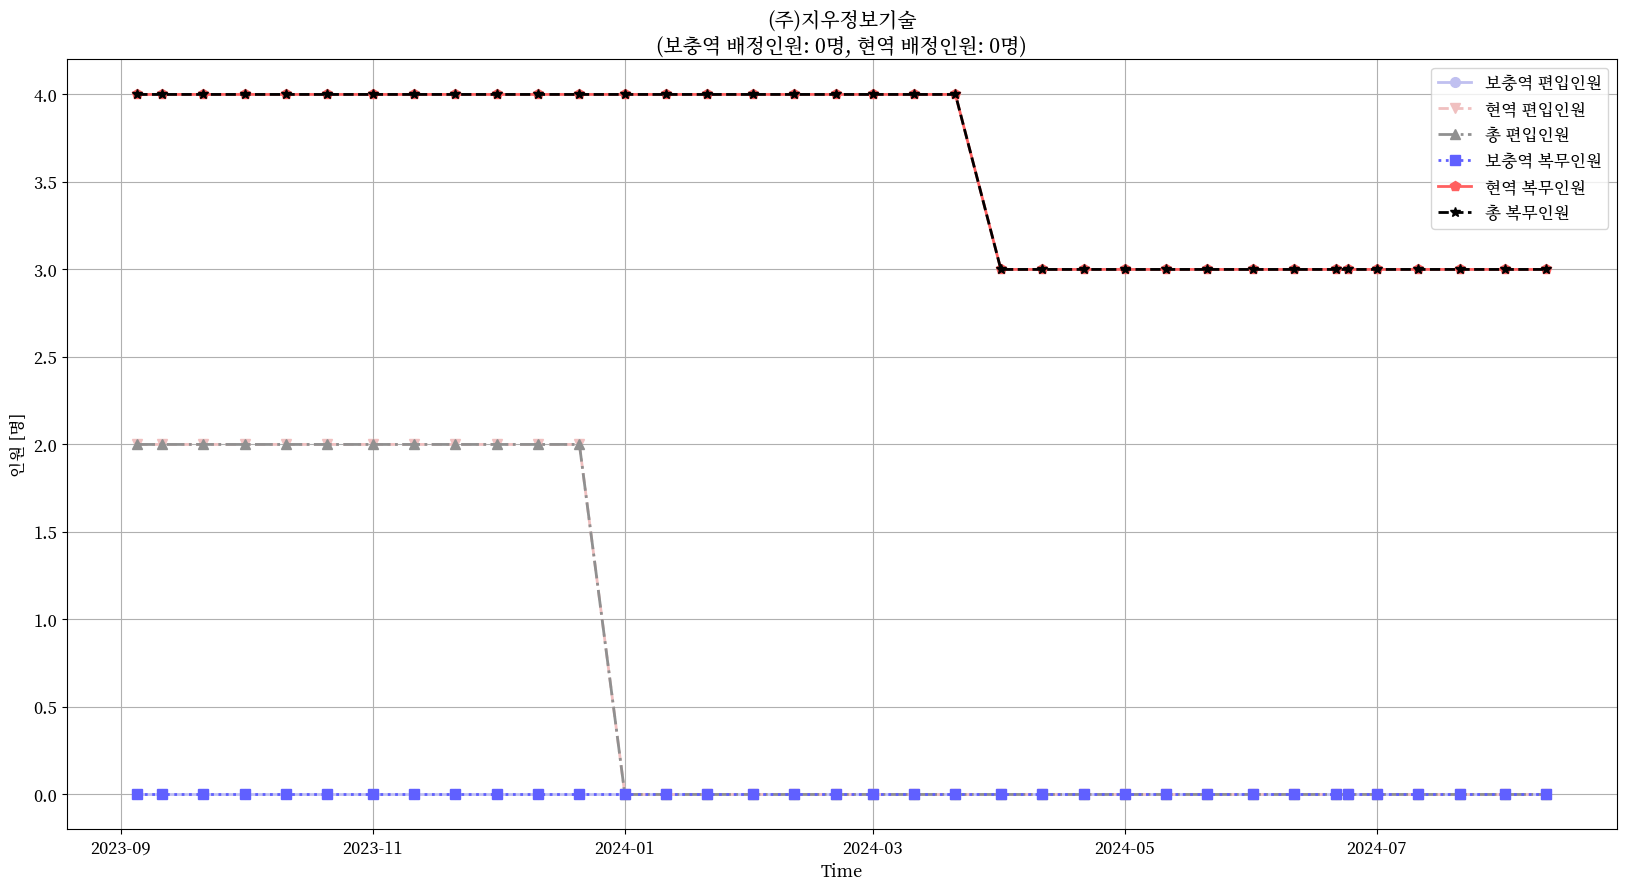 (주)지우정보기술
(보충역 배정인원: 0명, 현역 배정인원: 0명)
보충역 편입인원
현역 편입인원
총 편입인원
보충역 복무인원
현역 복무인원
총 복무인원
인원 [명]
4.0
3.5
3.0
2.5
2.0
1.5
1.0
0.5
0.0
2023-09
2023-11
2024-01
2024-03
2024-05
2024-07
Time